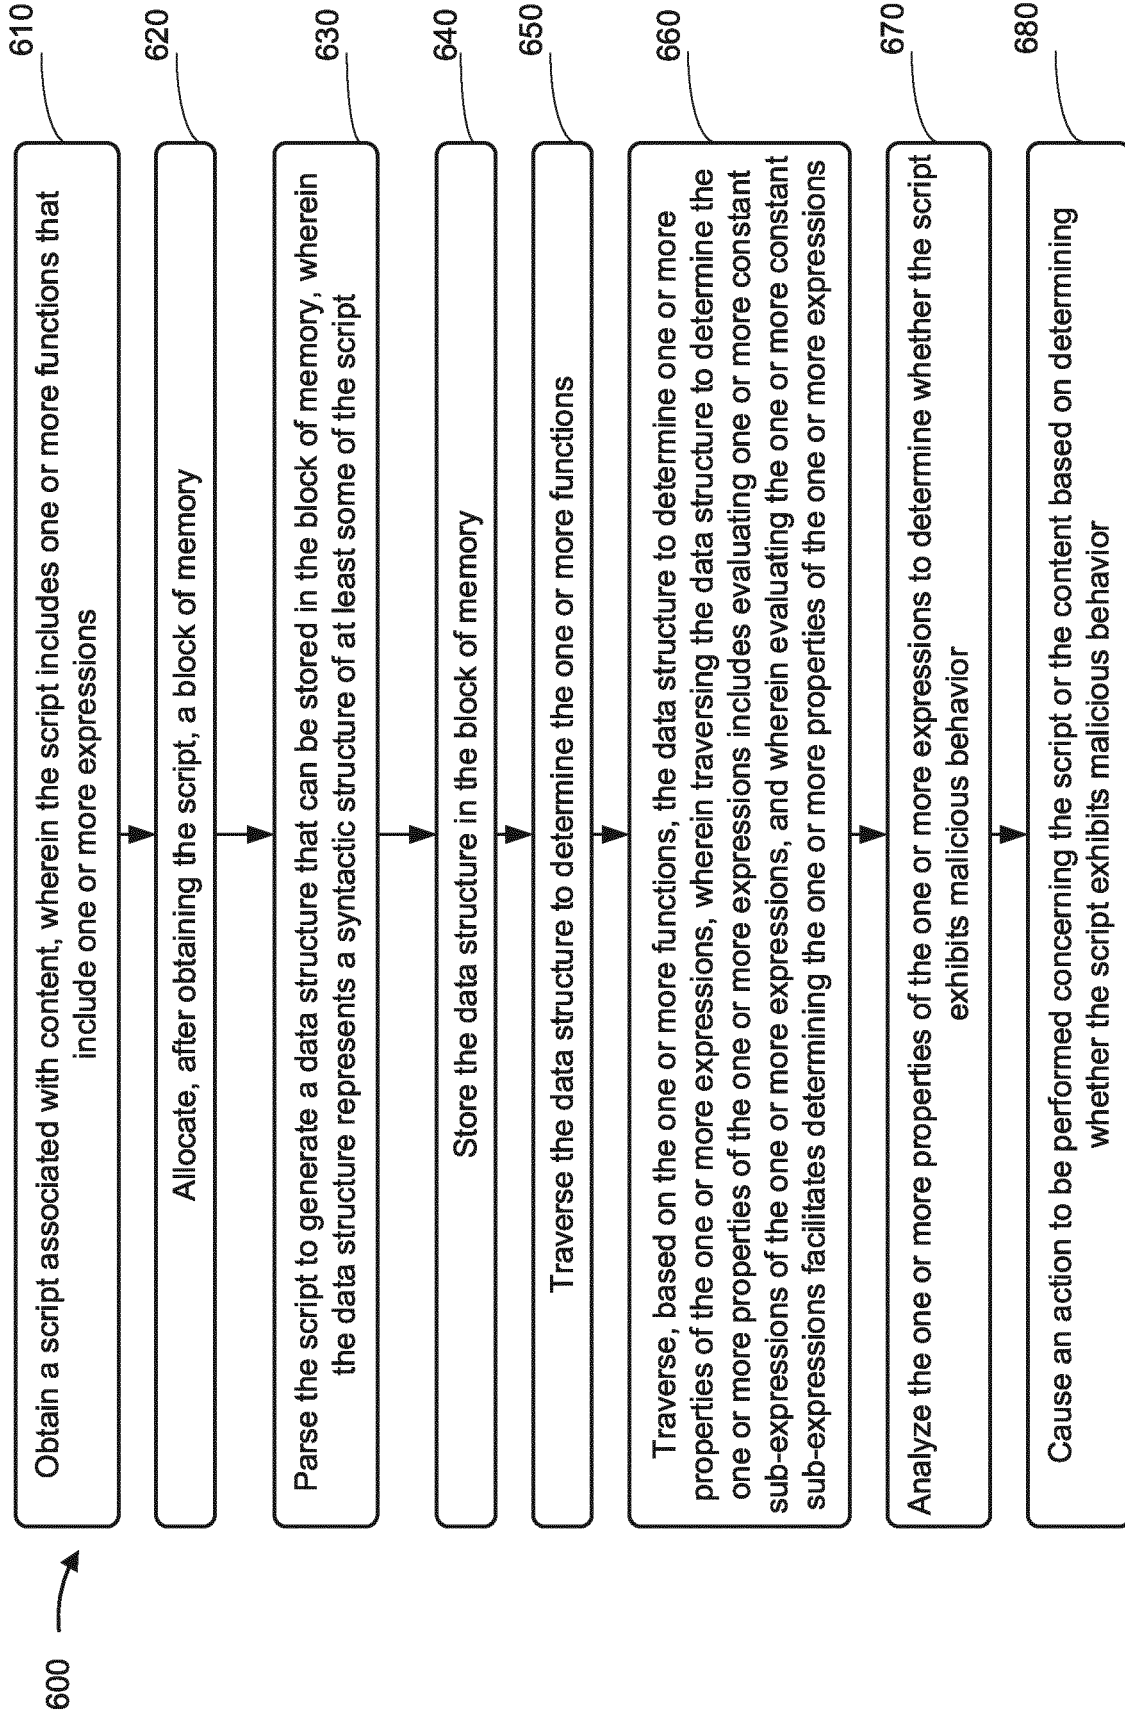 600
610
Obtain a script associated with content, wherein the script includes one or more functions that
include one or more expressions
620
Allocate, after obtaining the script, a block of memory
630
Parse the script to generate a data structure that can be stored in the block of memory, wherein
the data structure represents a syntactic structure of at least some of the script
640
Store the data structure in the block of memory
650
Traverse the data structure to determine the one or more functions
660
Traverse, based on the one or more functions, the data structure to determine one or more
properties of the one or more expressions, wherein traversing the data structure to determine the
one or more properties of the one or more expressions includes evaluating one or more constant
sub-expressions of the one or more expressions, and wherein evaluating the one or more constant
sub-expressions facilitates determining the one or more properties of the one or more expressions
670
Analyze the one or more properties of the one or more expressions to determine whether the script
exhibits malicious behavior
680
Cause an action to be performed concerning the script or the content based on determining
whether the script exhibits malicious behavior